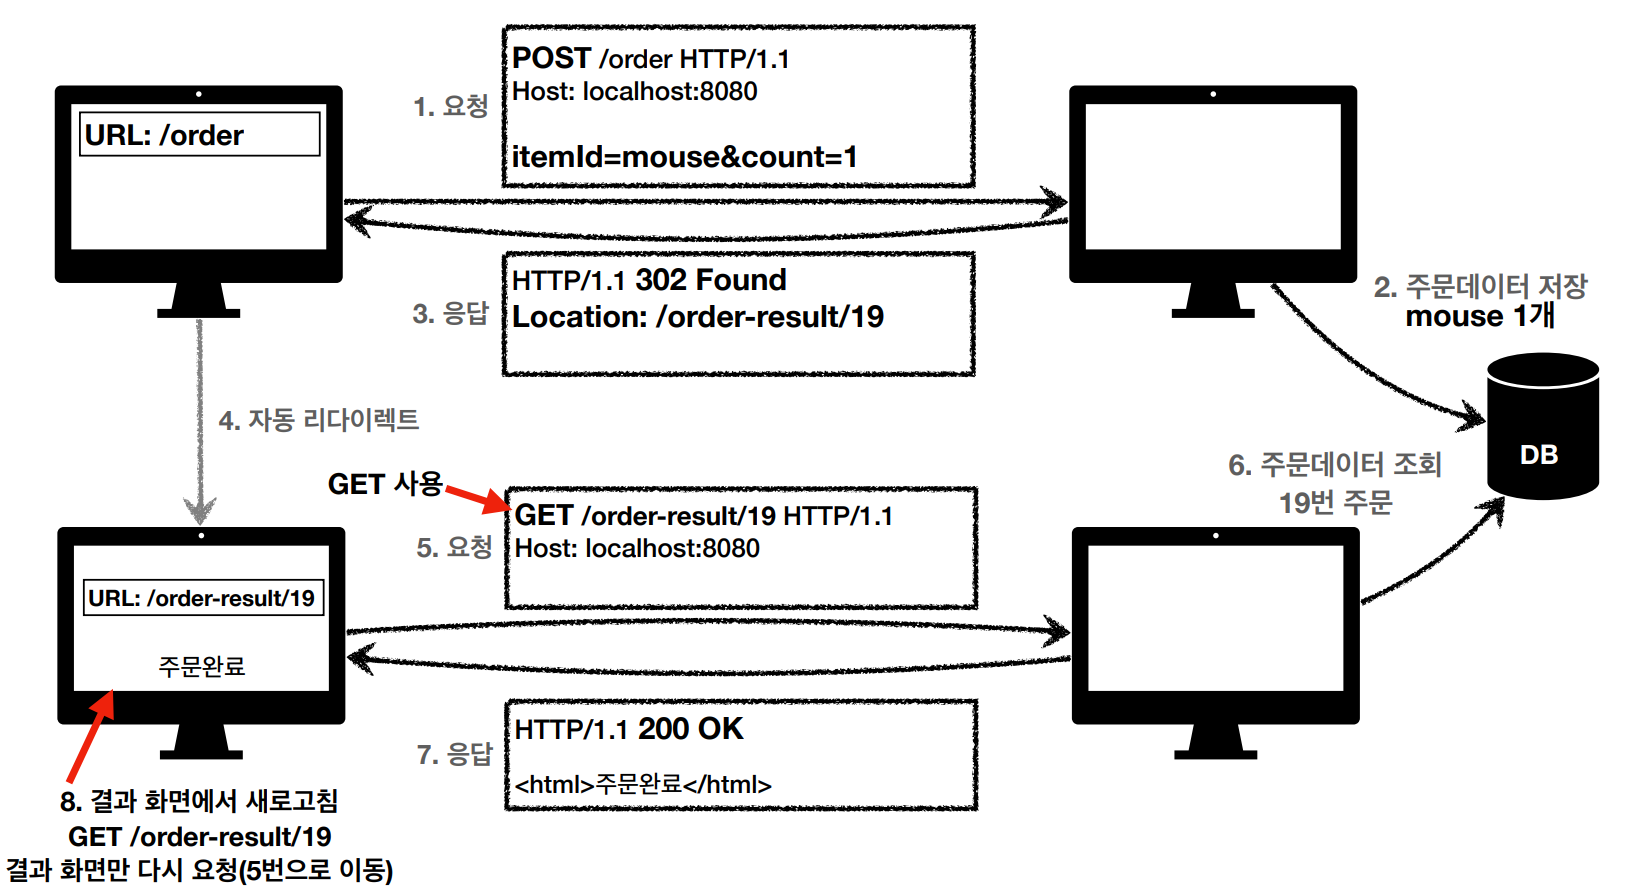 POST /order HTTP/1.1
Host: localhost:8080
1. 요청
itemId=mouse&count=1
URL: /order
HTTP/1.1 302 Found
3. 응답
Location: /order-result/19
2. 주문데이터 저장
mouse 1개
4. 자동 리다이렉트
DB
6. 주문데이터 조회
19번 주문
GET 사용
GET /order-result/19 HTTP/1.1
5. 요청
Host: localhost:8080
URL: /order-result/19
주문완료
HTTP/1.1 200 OK
7. 응답
<html>주문완료</html>
8. 결과 화면에서 새로고침
GET /order-result/19
결과 화면만 다시 요청(5번으로 이동)